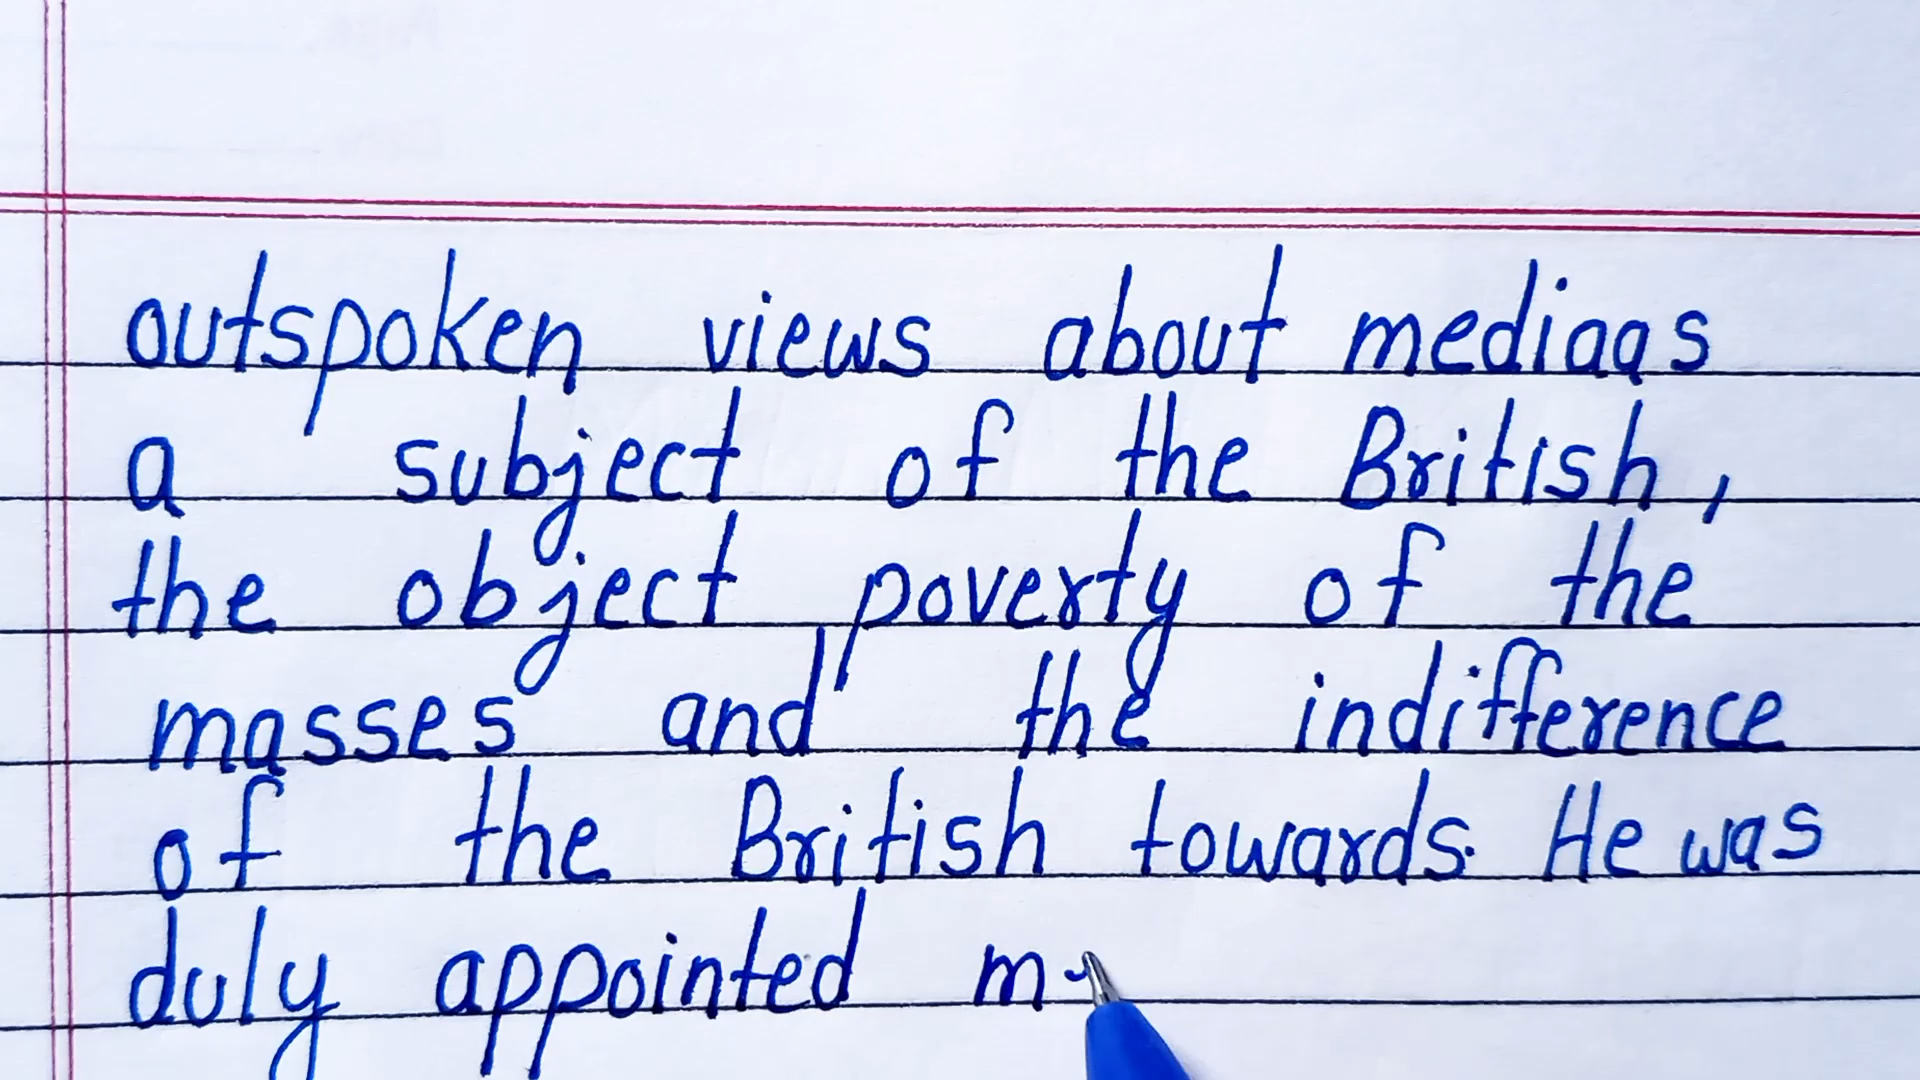 outspoken views about mediaas
a subject of the British,
the object poverty of the
masses and the indifference
of the British towards. He was
duly appointed m